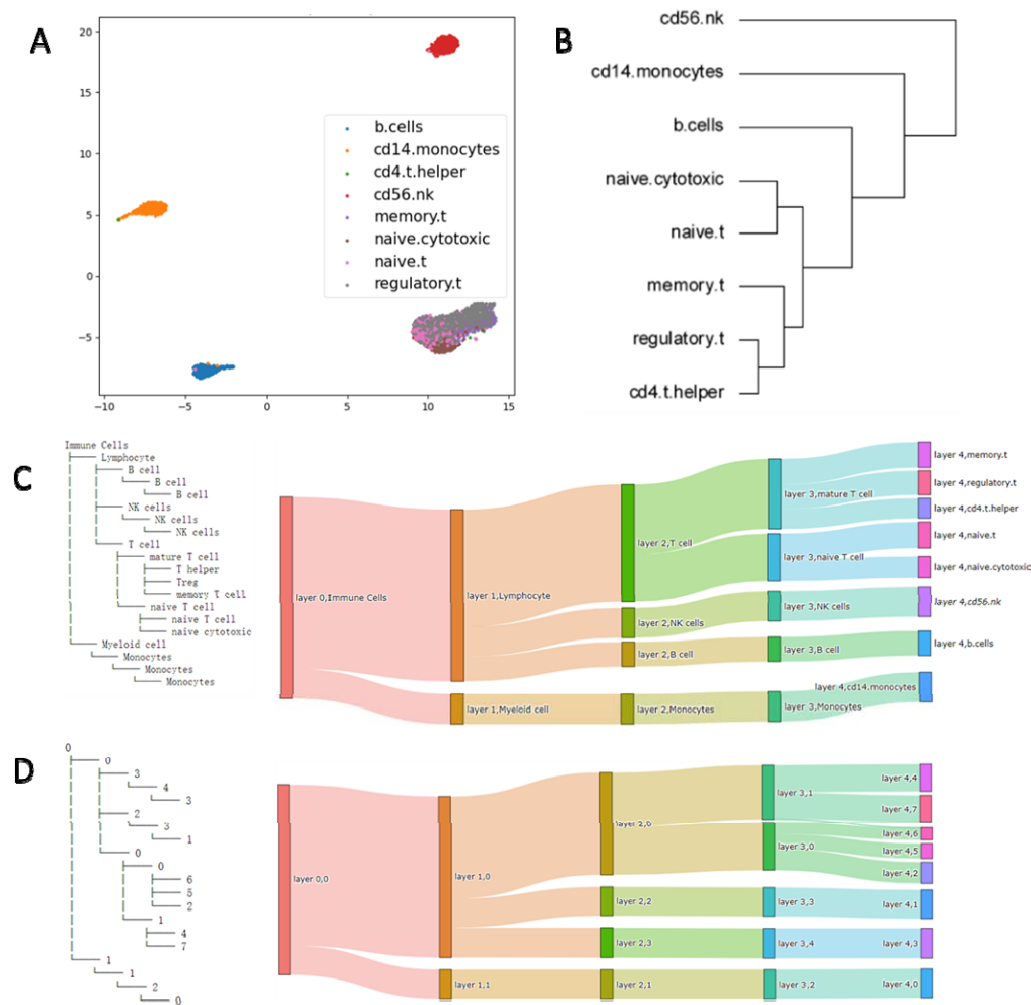 A
20
15
10
5
0
−5
−10
−5
0
5
10
15
b.cells
cd14.monocytes
cd4.t.helper
cd56.nk
memory.t
naive.cytotoxic
naive.t
regulatory.t
B
cd56.nk
cd14.monocytes
b.cells
naive.cytotoxic
naive.t
memory.t
regulatory.t
cd4.t.helper
C
Immune Cells
Lymphocyte
B cell
B cell
B cell
NK cells
NK cells
NK cells
T cell
mature T cell
T helper
Treg
memory T cell
naive T cell
naive T cell
naive cytotoxic
Myeloid cell
Monocytes
Monocytes
Monocytes
layer 0,Immune Cells
layer 1,Lymphocyte
layer 1,Myeloid cell
layer 2,T cell
layer 2,NK cells
layer 2,B cell
layer 2,Monocytes
layer 3,mature T cell
layer 3,naive T cell
layer 3,NK cells
layer 3,B cell
layer 3,Monocytes
layer 4,memory.t
layer 4,regulatory.t
layer 4,cd4.t.helper
layer 4,naive.t
layer 4,naive.cytotoxic
layer 4,cd56.nk
layer 4,b.cells
layer 4,cd14.monocytes
D
0
0
3
4
3
2
3
1
0
0
6
5
2
1
4
7
1
1
2
0
layer 0,0
layer 1,0
layer 1,1
layer 2,0
layer 2,2
layer 2,3
layer 2,1
layer 3,1
layer 3,0
layer 3,3
layer 3,4
layer 3,2
layer 4,4
layer 4,7
layer 4,6
layer 4,5
layer 4,2
layer 4,1
layer 4,3
layer 4,0